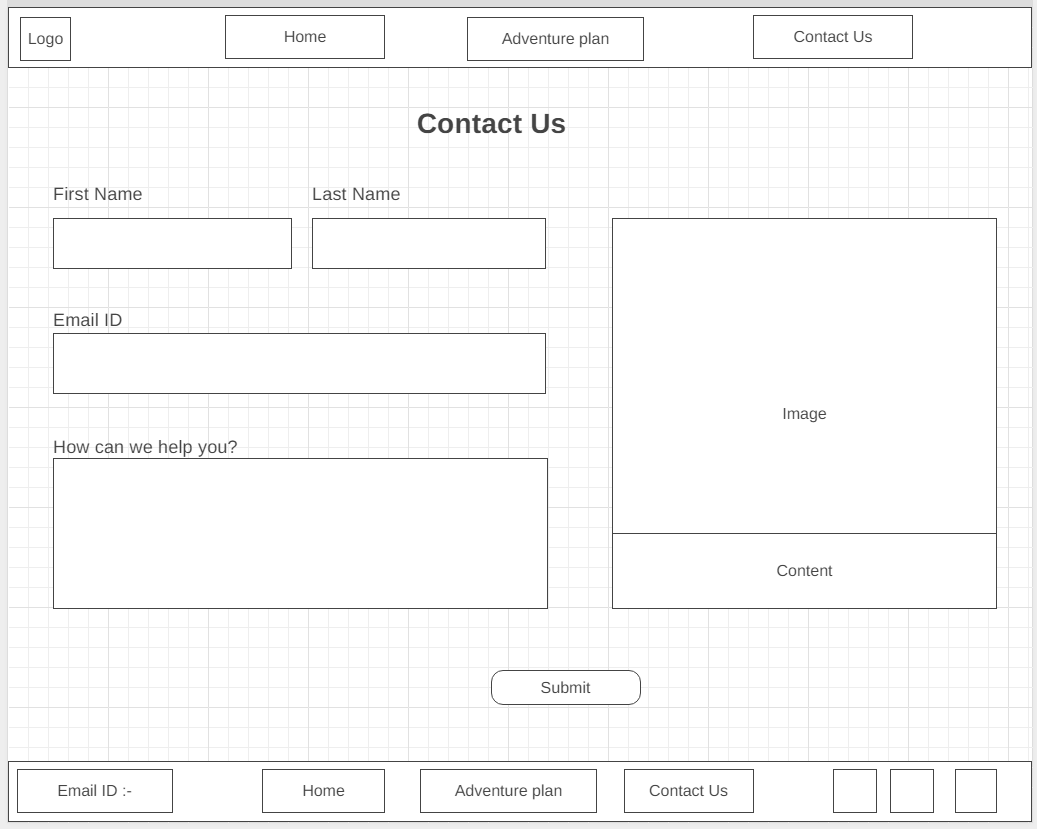 Logo
Home
Adventure plan
Contact Us
Contact Us
First Name
Last Name
Email ID
How can we help you?
Image
Content
Submit
Email ID :-
Home
Adventure plan
Contact Us